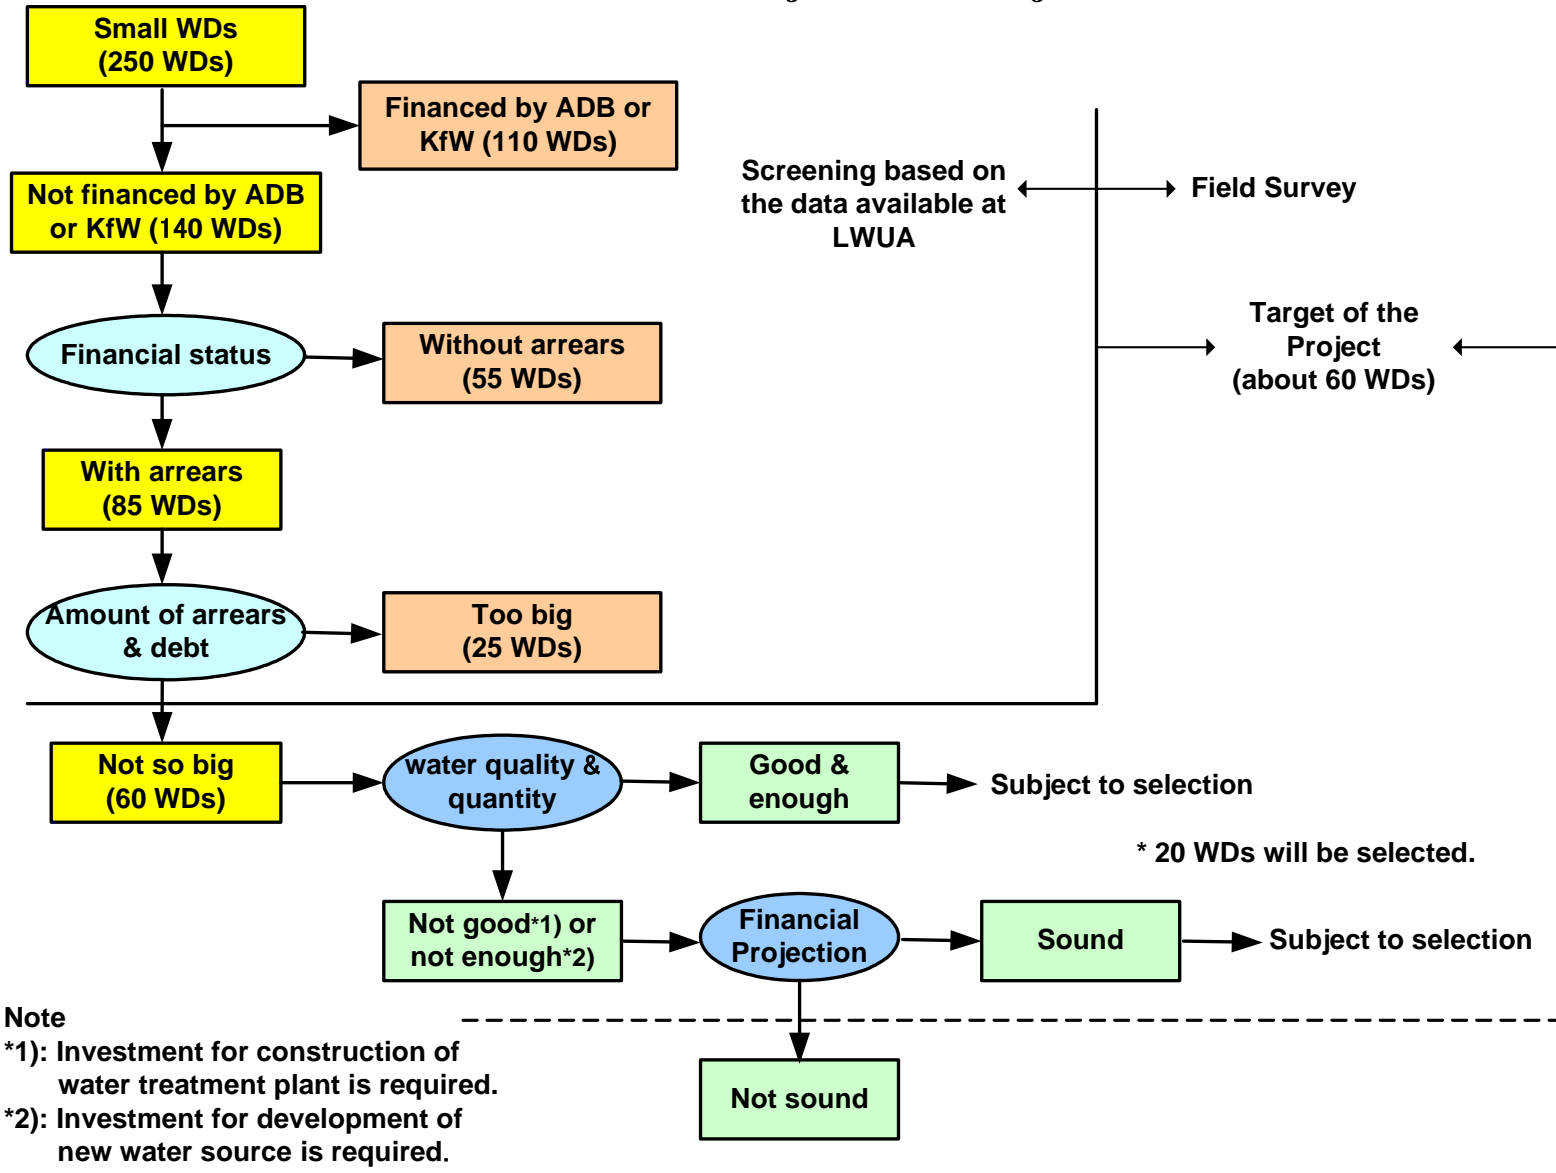 Small WDs
(250 WDs)
Financed by ADB or
KfW (110 WDs)
Not financed by ADB
or KfW (140 WDs)
Screening based on
the data available at
LWUA
Field Survey
Financial status
Without arrears
(55 WDs)
Target of the
Project
(about 60 WDs)
With arrears
(85 WDs)
Amount of arrears
& debt
Too big
(25 WDs)
Not so big
(60 WDs)
water quality &
quantity
Good &
enough
Subject to selection
* 20 WDs will be selected.
Not good*1) or
not enough*2)
Financial
Projection
Sound
Subject to selection
Not sound
Note
*1): Investment for construction of
water treatment plant is required.
*2): Investment for development of
new water source is required.